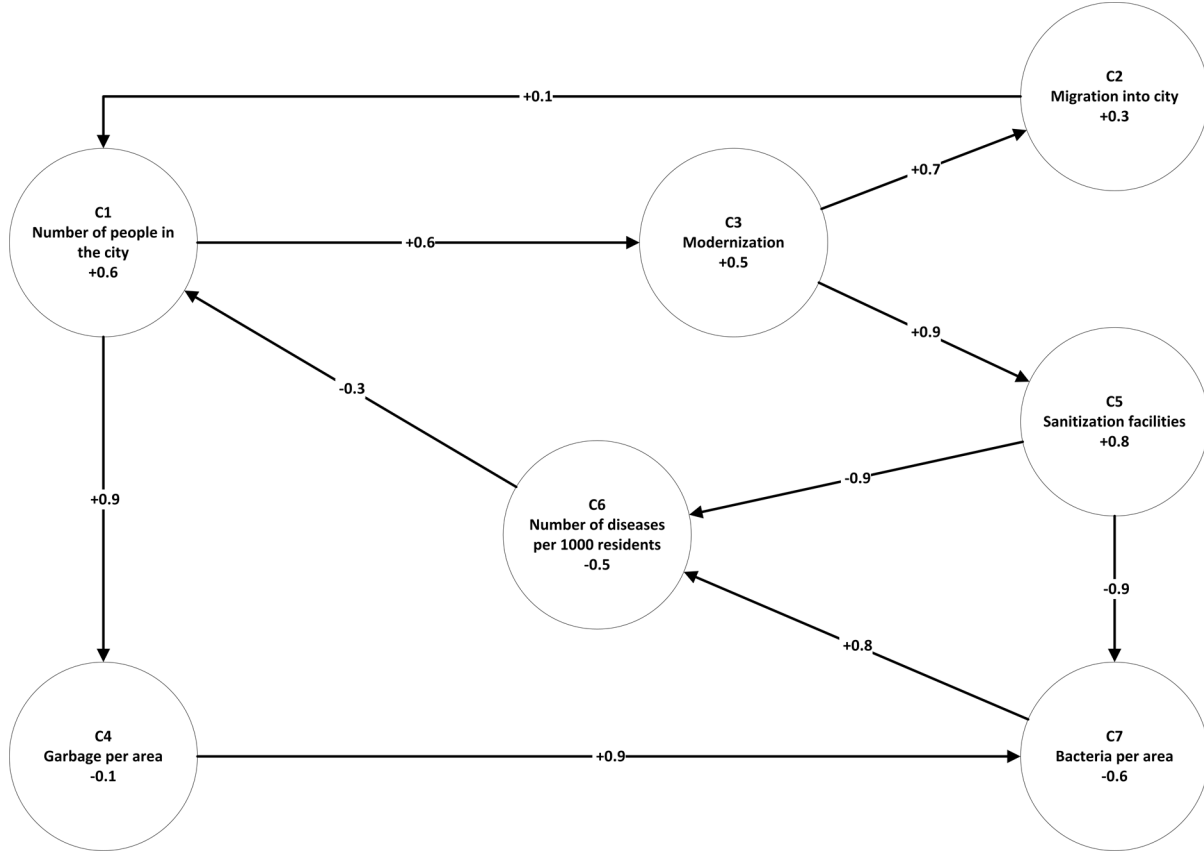 C2
Migration into city
+0.3
+0.1
+0.7
C1
Number of people in
the city
+0.6
+0.6
C3
Modernization
+0.5
+0.9
-0.3
C5
Sanitization facilities
+0.8
+0.9
-0.9
C6
Number of diseases
per 1000 residents
-0.5
-0.9
+0.8
C4
Garbage per area
-0.1
+0.9
C7
Bacteria per area
-0.6